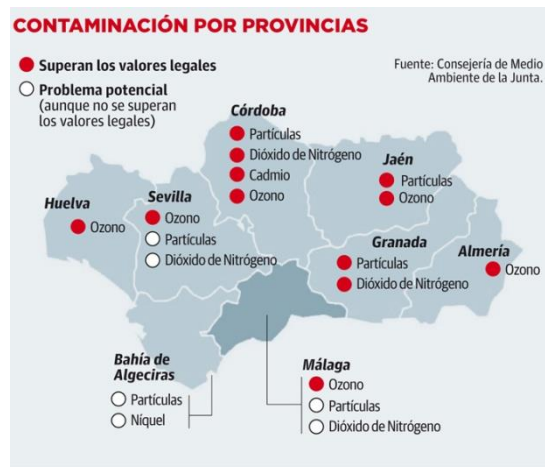 CONTAMINACIÓN POR PROVINCIAS
Superan los valores legales
Problema potencial
(aunque no se superan
los valores legales)
Fuente: Consejería de Medio
Ambiente de la Junta.
Córdoba
Partículas
Dióxido de Nitrógeno
Cadmio
Ozono
Jaén
Partículas
Ozono
Huelva
Ozono
Sevilla
Ozono
Partículas
Dióxido de Nitrógeno
Granada
Partículas
Dióxido de Nitrógeno
Almería
Ozono
Bahía de
Algeciras
Partículas
Níquel
Málaga
Ozono
Partículas
Dióxido de Nitrógeno